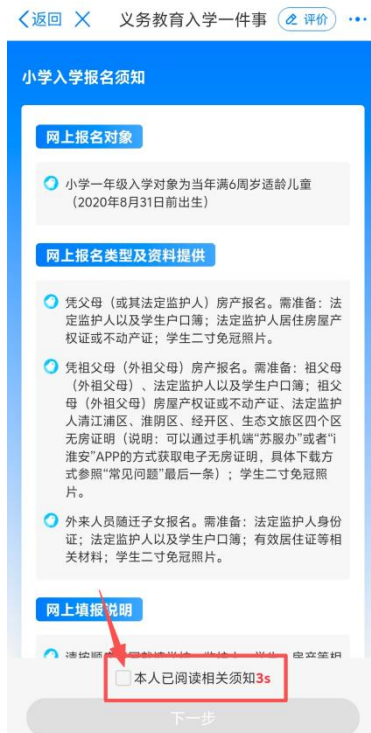 返回 义务教育入学一件事 评价
小学入学报名须知
网上报名对象
小学一年级入学对象为当年满6周岁适龄儿童
（2020年8月31日前出生）
网上报名类型及资料提供
凭父母（或其法定监护人）房产报名。需准备：法
定监护人以及学生户口簿；法定监护人居住房屋产
权证或不动产证；学生二寸免冠照片。
凭祖父母（外祖父母）房产报名。需准备：祖父母
（外祖父母）、法定监护人以及学生户口簿；祖父
母（外祖父母）房屋产权证或不动产证、法定监护
人清江浦区、淮阴区、经开区、生态文旅区四个区
无房证明（说明：可以通过手机端“苏服办”或者“i
淮安”APP的方式获取电子无房证明，具体下载方
式参照“常见问题”最后一条）；学生二寸免冠照
片。
外来人员随迁子女报名。需准备：法定监护人身份
证；法定监护人以及学生户口簿；有效居住证等相
关材料；学生二寸免冠照片。
网上填报说明
本人已阅读相关须知3s
下一步